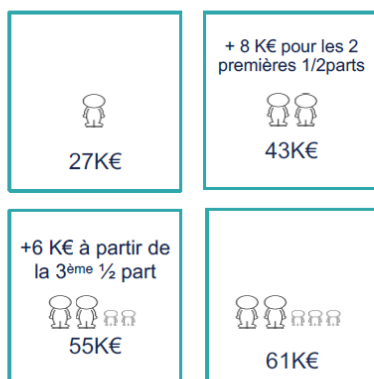 27K€
+ 8 K€ pour les 2
premières 1/2parts
43K€
+6 K€ à partir de
la 3ème ½ part
55K€
61K€